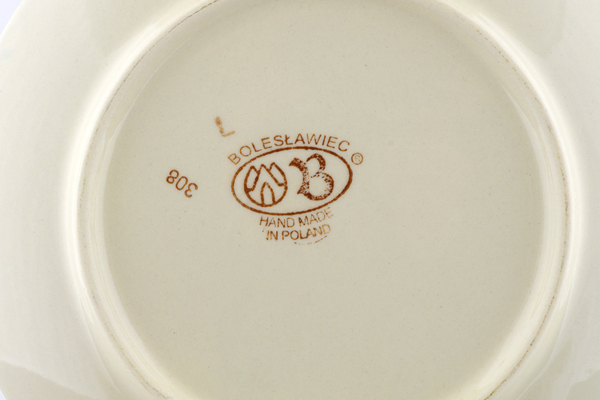 BOLESŁAWIEC ®
B
HAND MADE
IN POLAND
308